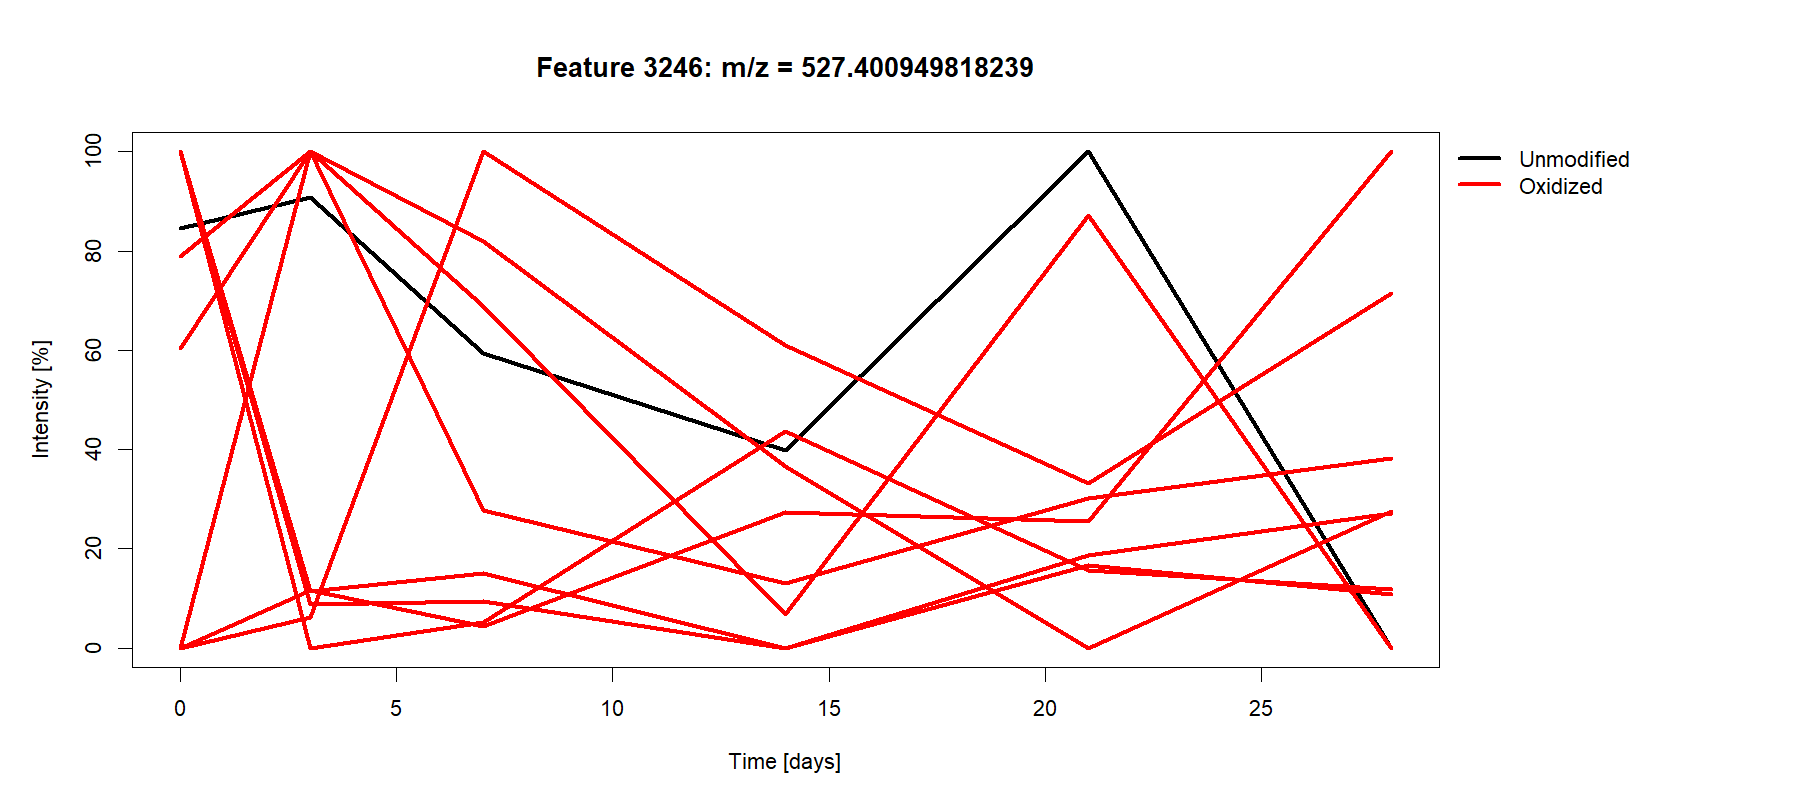 Feature 3246: m/z = 527.400949818239
Unmodified
Oxidized
Intensity [%]
100
80
60
40
20
0
0 5 10 15 20 25
Time [days]